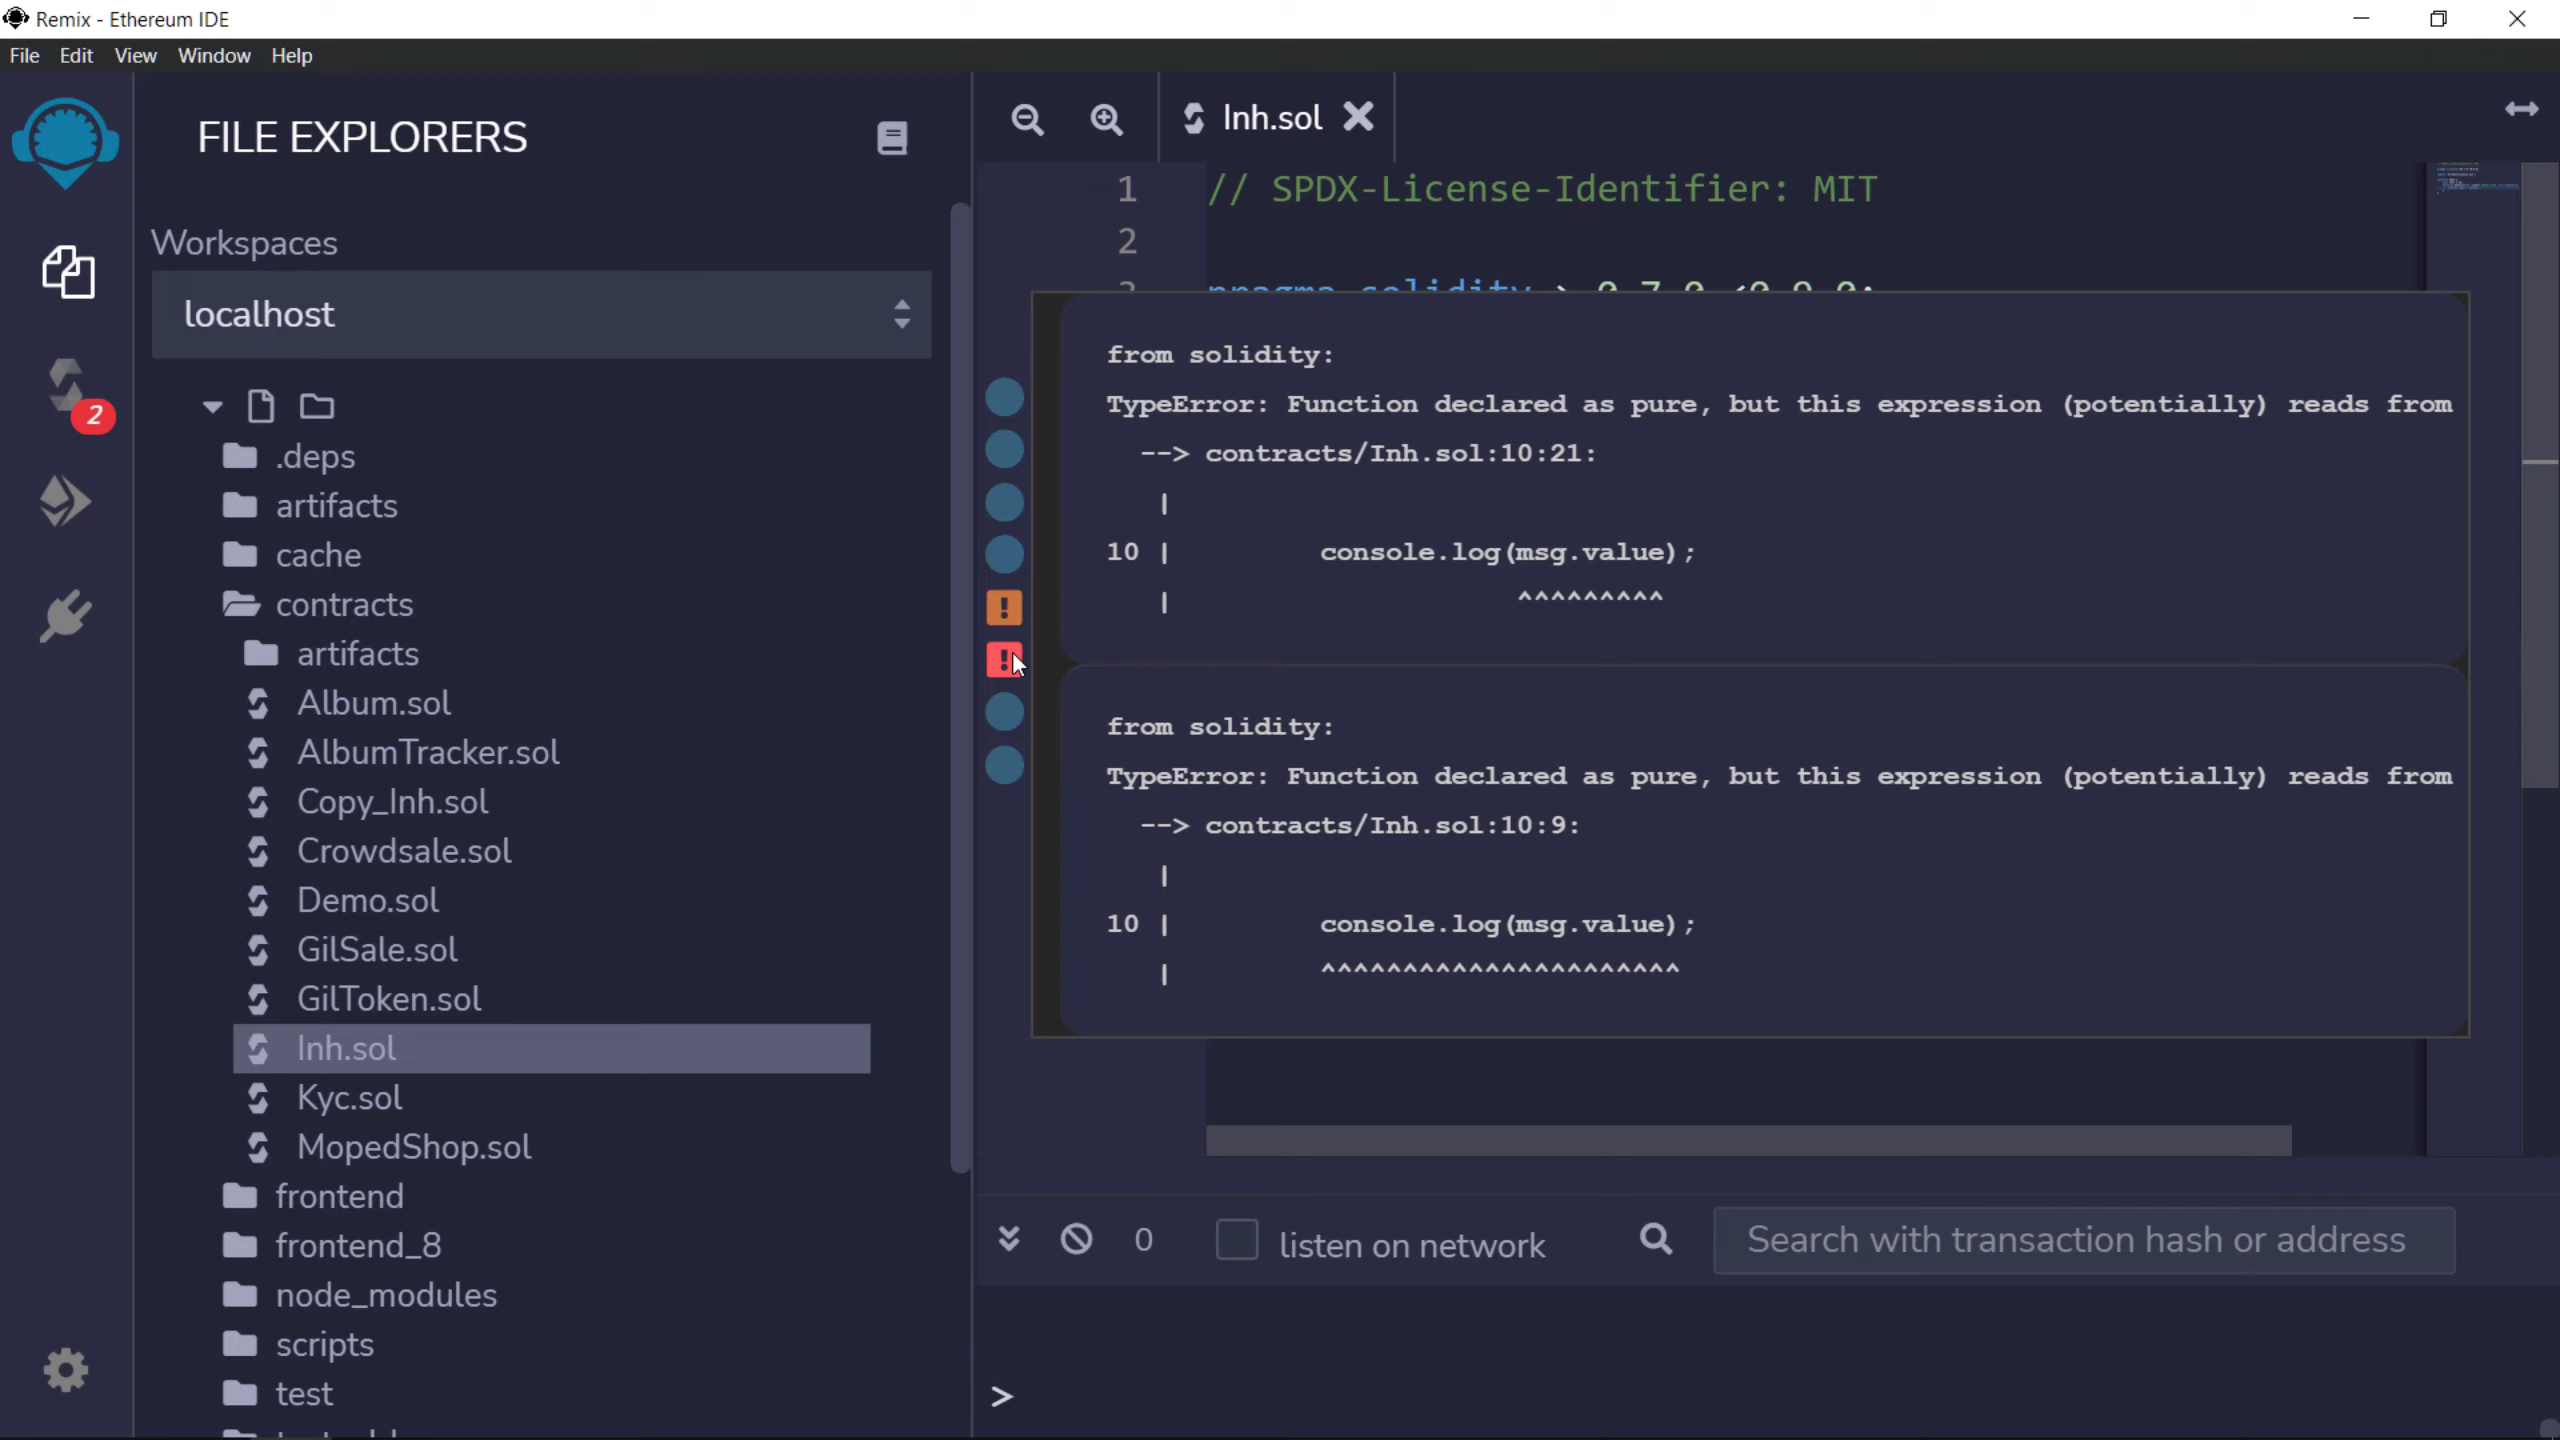 Remix - Ethereum IDE
File Edit View Window Help
FILE EXPLORERS
Workspaces
localhost
2
.deps
artifacts
cache
contracts
artifacts
Album.sol
AlbumTracker.sol
Copy_Inh.sol
Crowdsale.sol
Demo.sol
GilSale.sol
GilToken.sol
Inh.sol
Kyc.sol
MopedShop.sol
frontend
frontend_8
node_modules
scripts
test
Inh.sol
1 // SPDX-License-Identifier: MIT
2
from solidity:
TypeError: Function declared as pure, but this expression (potentially) reads from
--> contracts/Inh.sol:10:21:
|
10 | console.log(msg.value);
| ^^^^^^^^^
from solidity:
TypeError: Function declared as pure, but this expression (potentially) reads from
--> contracts/Inh.sol:10:9:
|
10 | console.log(msg.value);
| ^^^^^^^^^^^^^^^^^^^^^^
0 listen on network Search with transaction hash or address
>